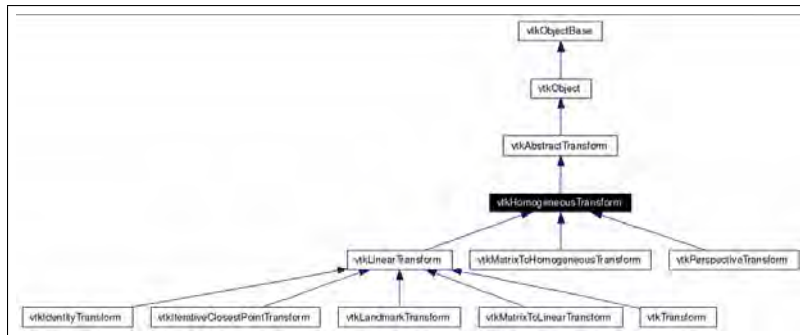 vtkObjectBase
vtkObject
vtkAbstractTransform
vtkHomogeneousTransform
vtkLinearTransform
vtkMatrixToHomogeneousTransform
vtkPerspectiveTransform
vtkIdentityTransform
vtkIterativeClosestPointTransform
vtkLandmarkTransform
vtkMatrixToLinearTransform
vtkTransform